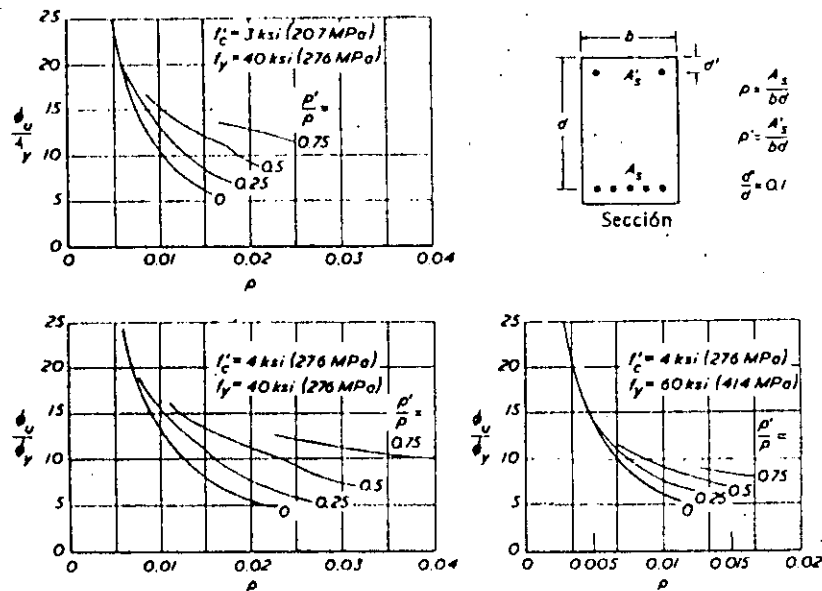 25
20
15
10
5
0
ϕu
Ay
f'c = 3 ksi (20.7 MPa)
fy = 40 ksi (276 MPa)
ρ'/ρ =
0.75
0.5
0.25
0
0
0.01
0.02
0.03
0.04
ρ
b
d'
d
A's
As
Sección
ρ = As/bd
ρ' = A's/bd
d'/d = 0.1
25
20
15
10
5
0
ϕu
ϕy
f'c = 4 ksi (276 MPa)
fy = 40 ksi (276 MPa)
ρ'/ρ =
0.75
0.5
0.25
0
0
0.01
0.02
0.03
0.04
ρ
25
20
15
10
5
0
ϕu
ϕy
f'c = 4 ksi (276 MPa)
fy = 60 ksi (414 MPa)
ρ'/ρ =
0.75
0.5
0.25
0
0
0.005
0.01
0.015
0.02
ρ